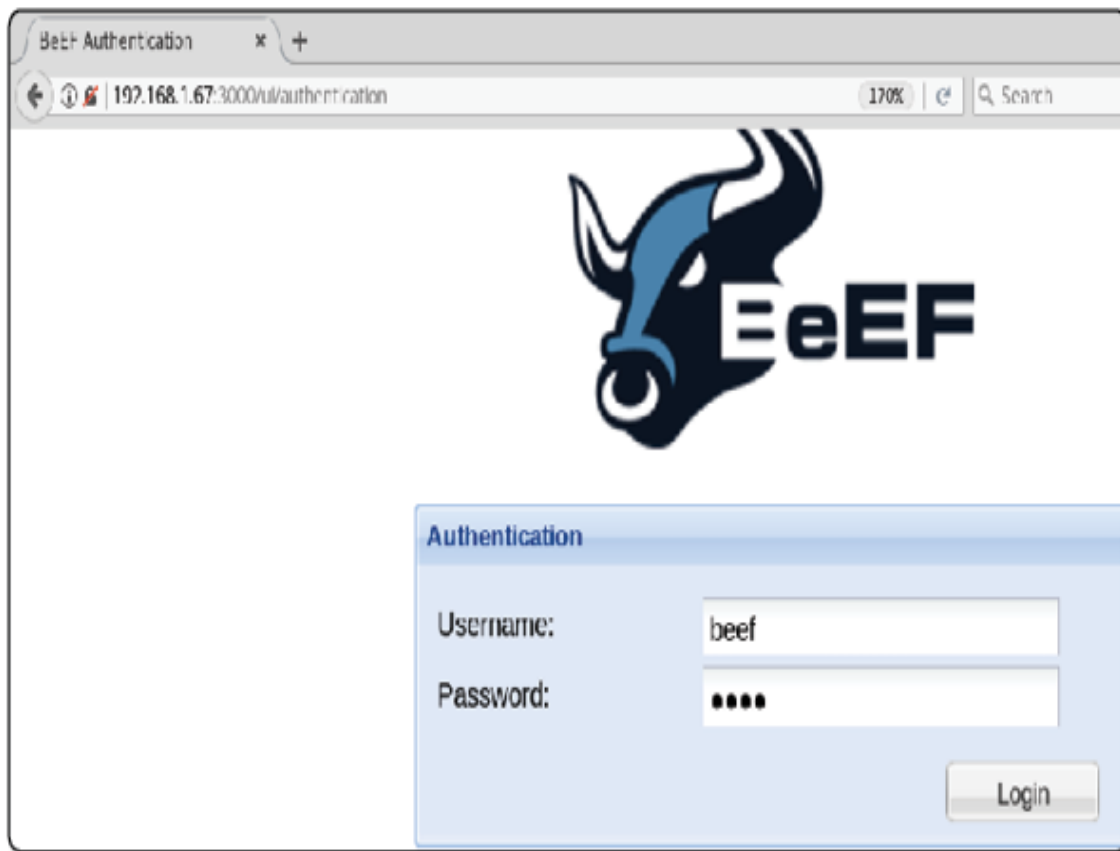 BeEF Authentication × +
192.168.1.67:3000/ui/authentication 170% Search
BeEF
Authentication
Username: beef
Password: ••••
Login